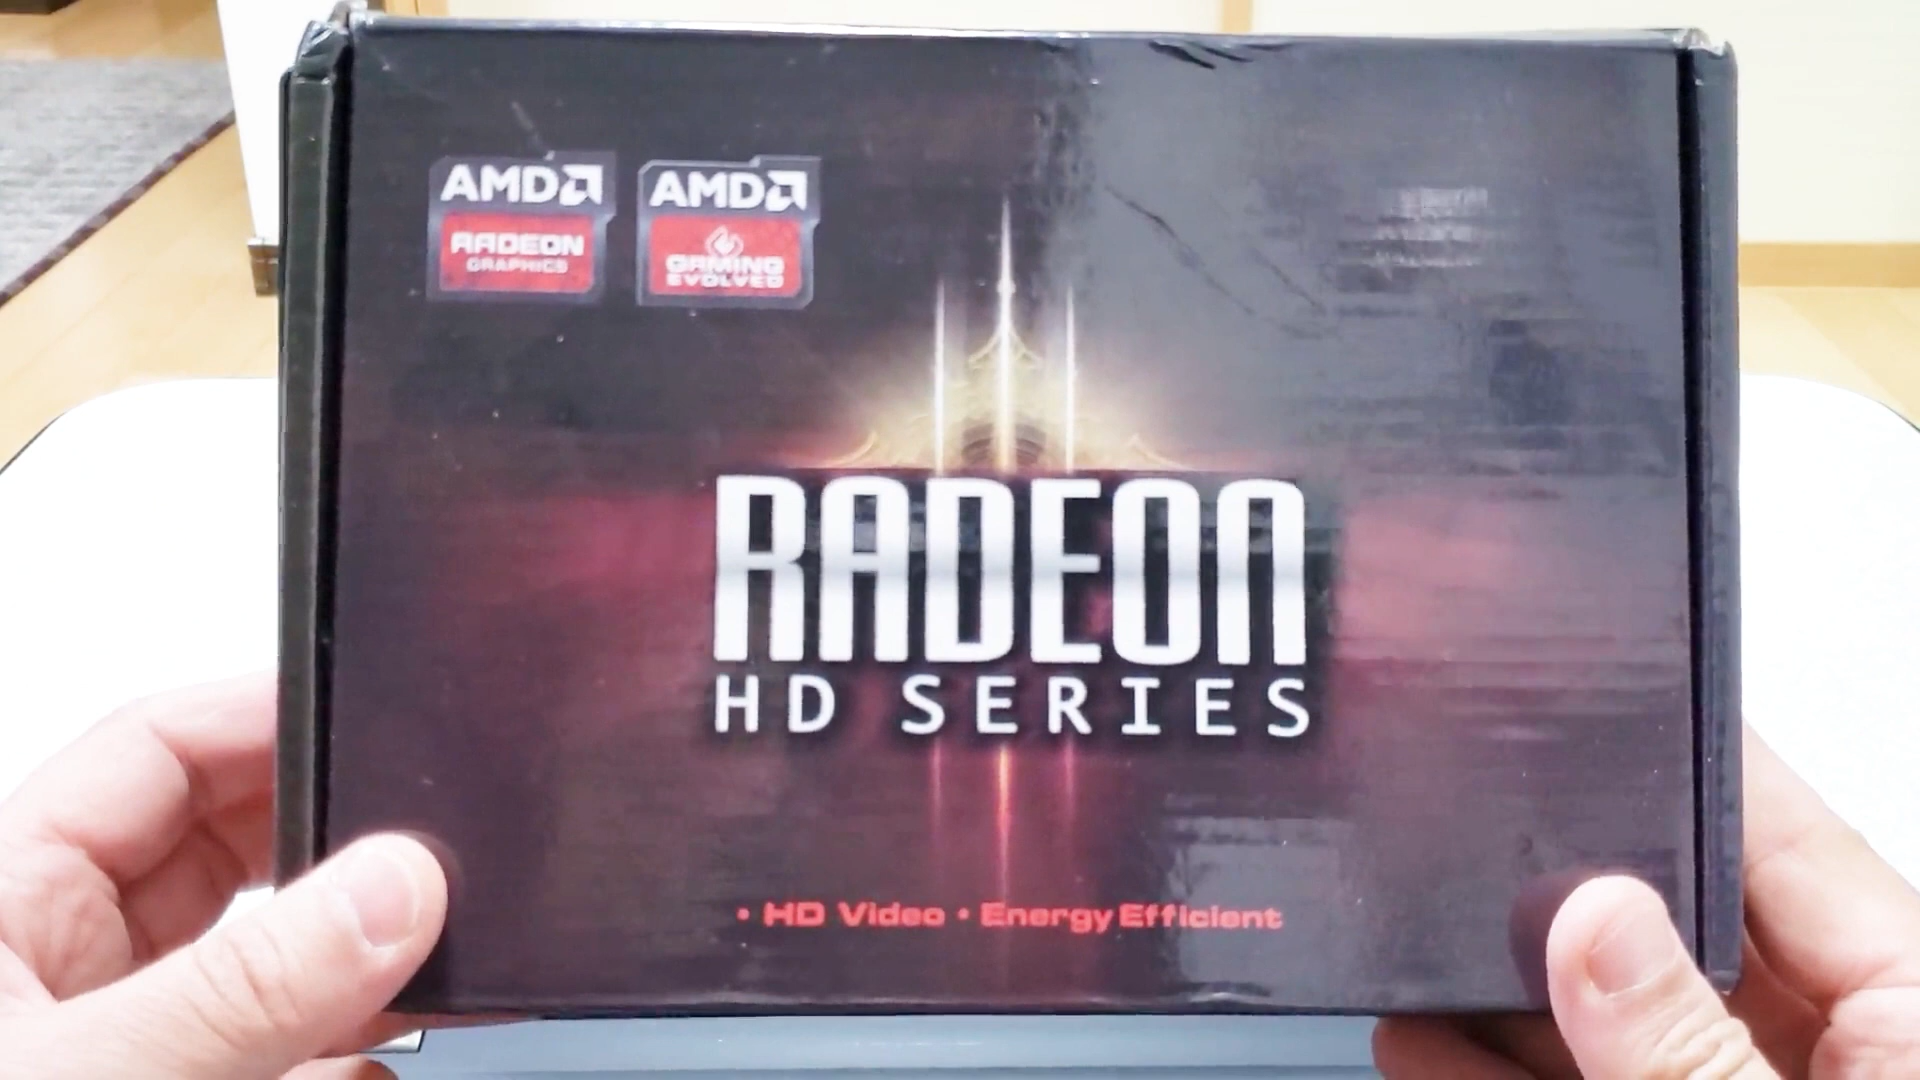 AMD
RADEON
GRAPHICS
AMD
GAMING
EVOLVED
RADEON
HD SERIES
• HD Video • Energy Efficient